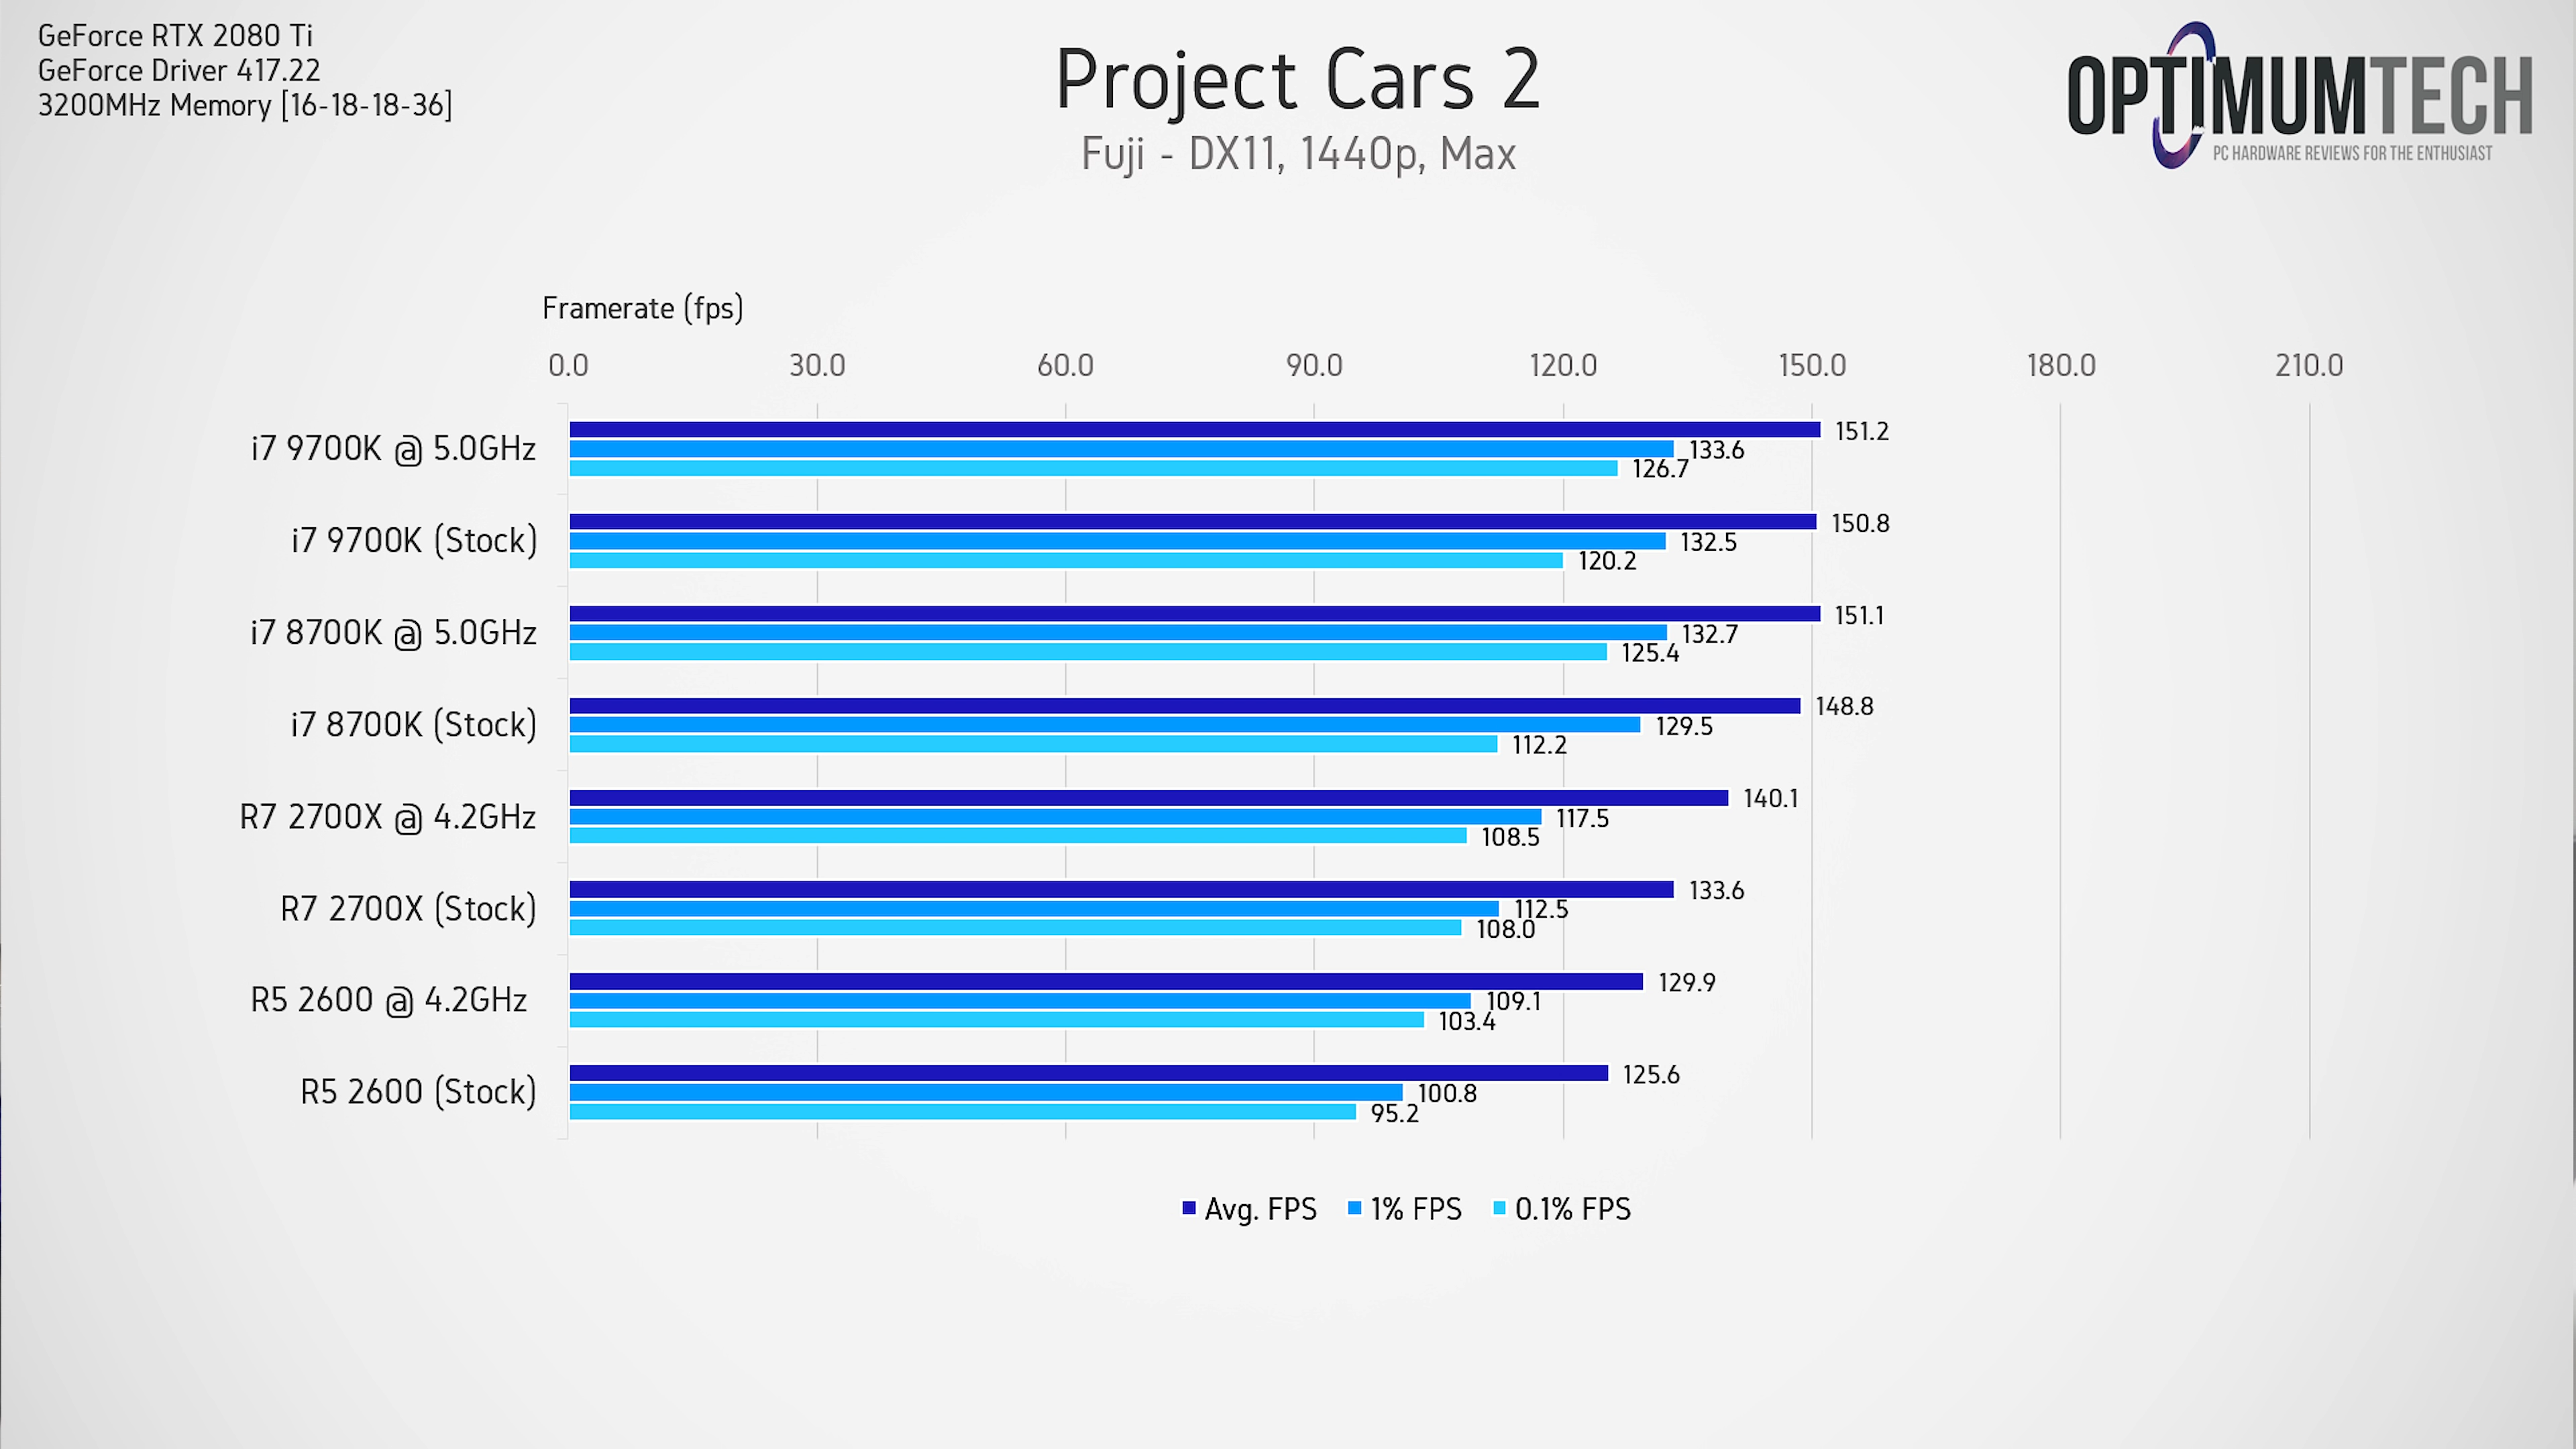 GeForce RTX 2080 Ti
GeForce Driver 417.22
3200MHz Memory [16-18-18-36]
Project Cars 2
Fuji - DX11, 1440p, Max
OPTIMUMTECH
PC HARDWARE REVIEWS FOR THE ENTHUSIAST
Framerate (fps)
0.0 30.0 60.0 90.0 120.0 150.0 180.0 210.0
i7 9700K @ 5.0GHz
151.2
133.6
126.7
i7 9700K (Stock)
150.8
132.5
120.2
i7 8700K @ 5.0GHz
151.1
132.7
125.4
i7 8700K (Stock)
148.8
129.5
112.2
R7 2700X @ 4.2GHz
140.1
117.5
108.5
R7 2700X (Stock)
133.6
112.5
108.0
R5 2600 @ 4.2GHz
129.9
109.1
103.4
R5 2600 (Stock)
125.6
100.8
95.2
Avg. FPS 1% FPS 0.1% FPS